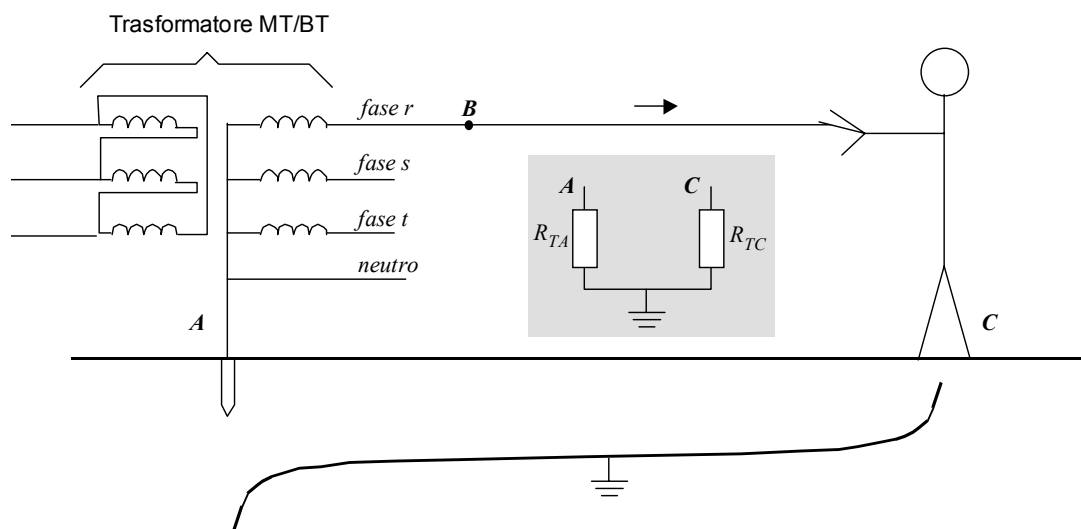 Trasformatore MT/BT
fase r
B
fase s
fase t
neutro
A
A
C
R_TA
R_TC
C